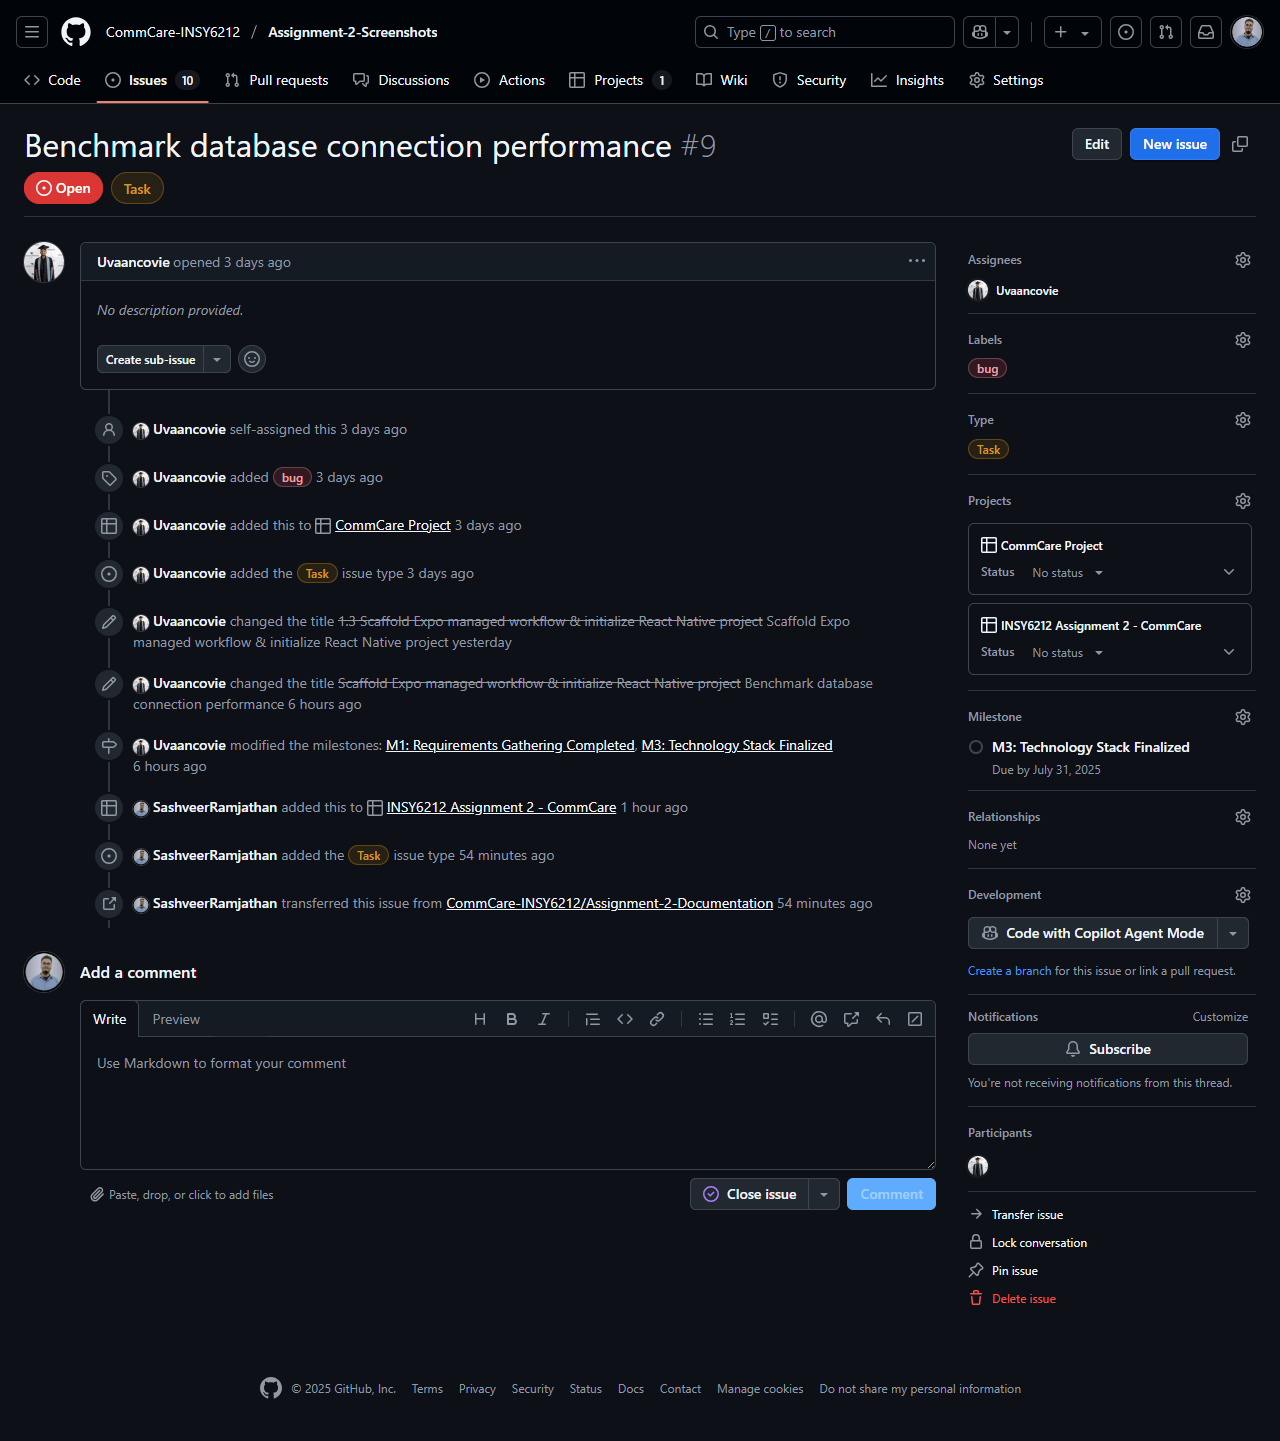 CommCare-INSY6212 / Assignment-2-Screenshots
Type / to search
Code
Issues 10
Pull requests
Discussions
Actions
Projects 1
Wiki
Security
Insights
Settings
Benchmark database connection performance #9
Edit
New issue
Open
Task
Uvaancovie opened 3 days ago
No description provided.
Create sub-issue
Uvaancovie self-assigned this 3 days ago
Uvaancovie added bug 3 days ago
Uvaancovie added this to CommCare Project 3 days ago
Uvaancovie added the Task issue type 3 days ago
Uvaancovie changed the title 1.3 Scaffold Expo managed workflow & initialize React Native project Scaffold Expo
managed workflow & initialize React Native project yesterday
Uvaancovie changed the title Scaffold Expo managed workflow & initialize React Native project Benchmark database
connection performance 6 hours ago
Uvaancovie modified the milestones: M1: Requirements Gathering Completed, M3: Technology Stack Finalized
6 hours ago
SashveerRamjathan added this to INSY6212 Assignment 2 - CommCare 1 hour ago
SashveerRamjathan added the Task issue type 54 minutes ago
SashveerRamjathan transferred this issue from CommCare-INSY6212/Assignment-2-Documentation 54 minutes ago
Add a comment
Write
Preview
Use Markdown to format your comment
Paste, drop, or click to add files
Close issue
Comment
Assignees
Uvaancovie
Labels
bug
Type
Task
Projects
CommCare Project
Status No status
INSY6212 Assignment 2 - CommCare
Status No status
Milestone
M3: Technology Stack Finalized
Due by July 31, 2025
Relationships
None yet
Development
Code with Copilot Agent Mode
Create a branch for this issue or link a pull request.
Notifications
Customize
Subscribe
You're not receiving notifications from this thread.
Participants
Transfer issue
Lock conversation
Pin issue
Delete issue
© 2025 GitHub, Inc.
Terms
Privacy
Security
Status
Docs
Contact
Manage cookies
Do not share my personal information